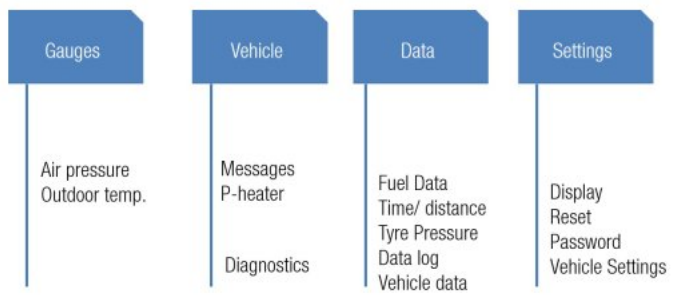 Gauges
Air pressure
Outdoor temp.
Vehicle
Messages
P-heater
Diagnostics
Data
Fuel Data
Time/ distance
Tyre Pressure
Data log
Vehicle data
Settings
Display
Reset
Password
Vehicle Settings